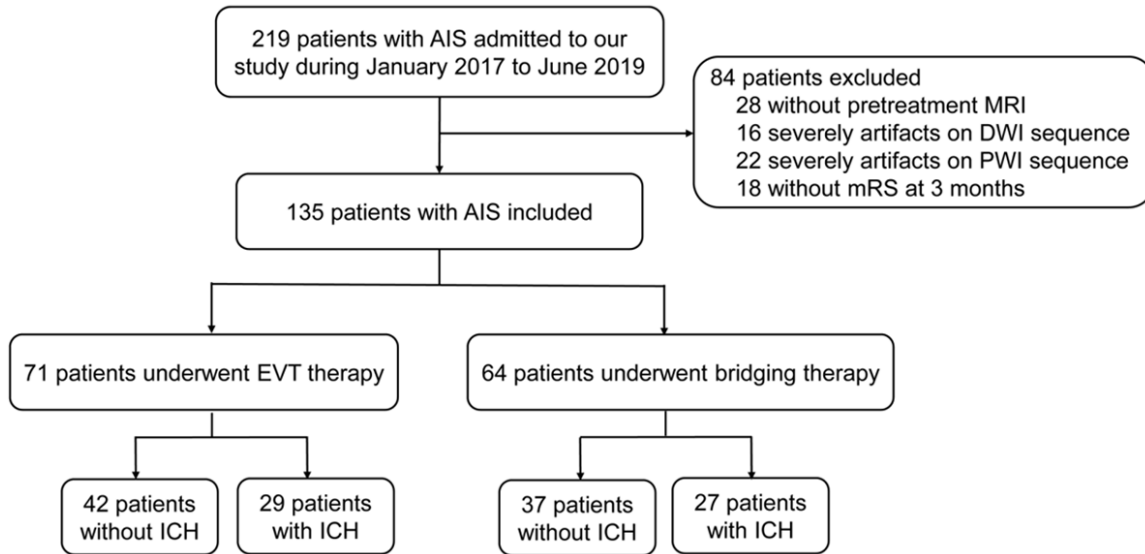 219 patients with AIS admitted to our
study during January 2017 to June 2019
84 patients excluded
28 without pretreatment MRI
16 severely artifacts on DWI sequence
22 severely artifacts on PWI sequence
18 without mRS at 3 months
135 patients with AIS included
71 patients underwent EVT therapy
64 patients underwent bridging therapy
42 patients
without ICH
29 patients
with ICH
37 patients
without ICH
27 patients
with ICH